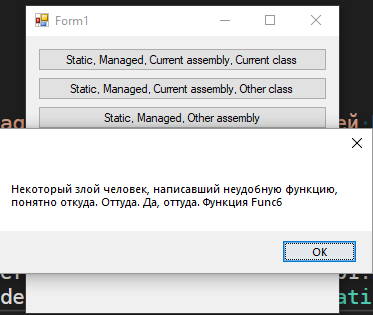 Form1
Static, Managed, Current assembly, Current class
Static, Managed, Current assembly, Other class
Static, Managed, Other assembly
Некоторый злой человек, написавший неудобную функцию,
понятно откуда. Оттуда. Да, оттуда. Функция Func6
OK